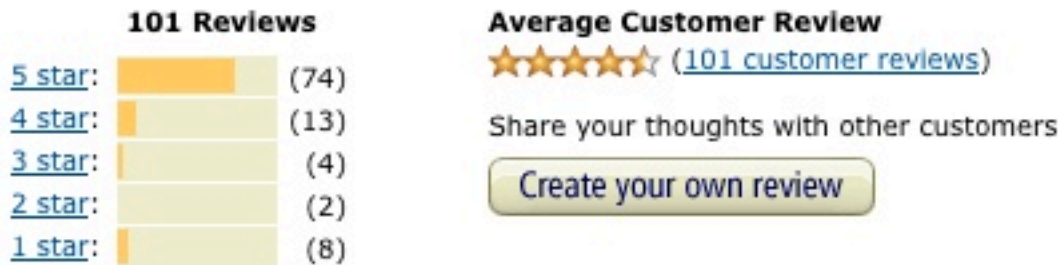 101 Reviews
5 star: (74)
4 star: (13)
3 star: (4)
2 star: (2)
1 star: (8)
Average Customer Review
(101 customer reviews)
Share your thoughts with other customers
Create your own review